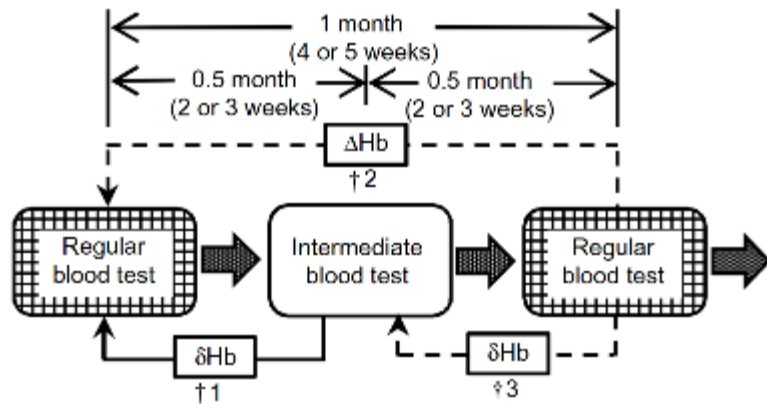 1 month
(4 or 5 weeks)
0.5 month
(2 or 3 weeks)
0.5 month
(2 or 3 weeks)
ΔHb
†2
Regular
blood test
Intermediate
blood test
Regular
blood test
δHb
†1
δHb
†3